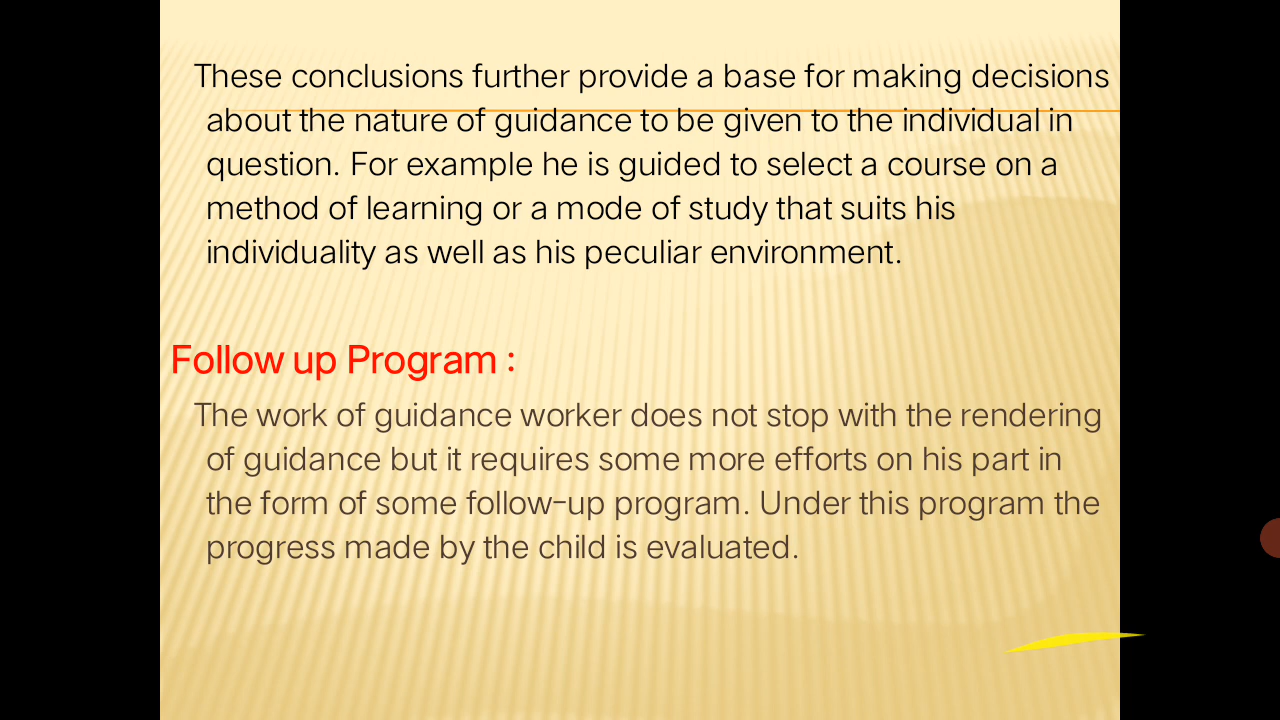 These conclusions further provide a base for making decisions
about the nature of guidance to be given to the individual in
question. For example he is guided to select a course on a
method of learning or a mode of study that suits his
individuality as well as his peculiar environment.
Follow up Program :
The work of guidance worker does not stop with the rendering
of guidance but it requires some more efforts on his part in
the form of some follow-up program. Under this program the
progress made by the child is evaluated.